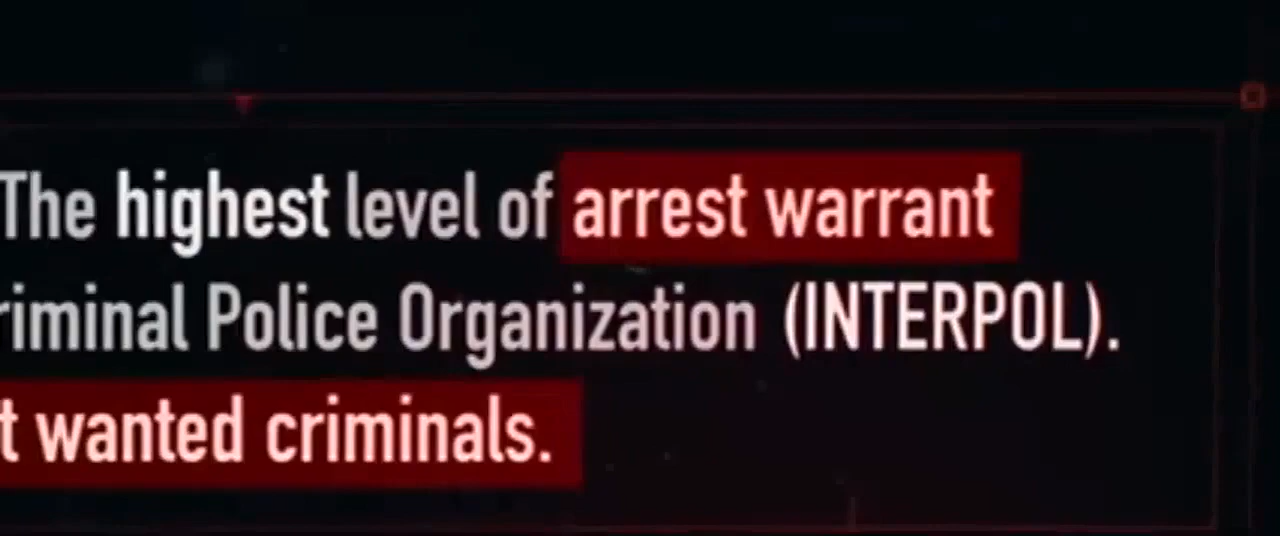 The highest level of arrest warrant
riminal Police Organization (INTERPOL).
t wanted criminals.